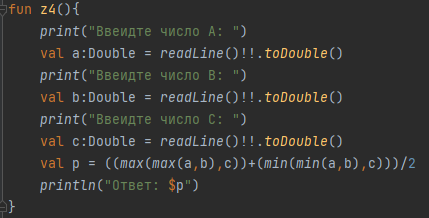 fun z4(){
print("Ввеидте число A: ")
val a:Double = readLine()!!.toDouble()
print("Ввеидте число B: ")
val b:Double = readLine()!!.toDouble()
print("Ввеидте число C: ")
val c:Double = readLine()!!.toDouble()
val p = ((max(max(a,b),c))+(min(min(a,b),c)))/2
println("Ответ: $p")
}